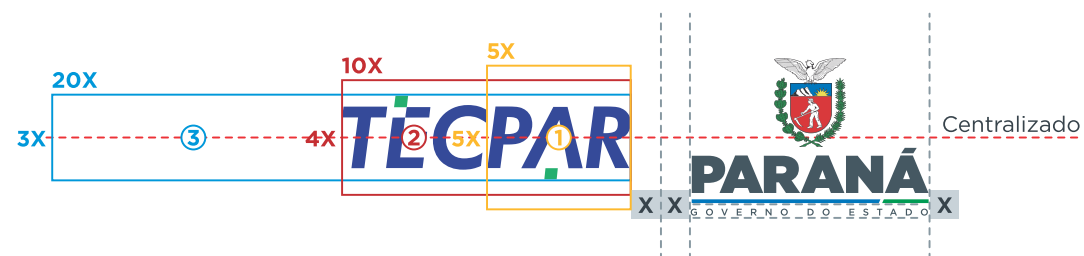 5X
10X
20X
3X
3
4X
TECPAR
2
5X
1
Centralizado
PARANÁ
GOVERNO DO ESTADO
X
X
X